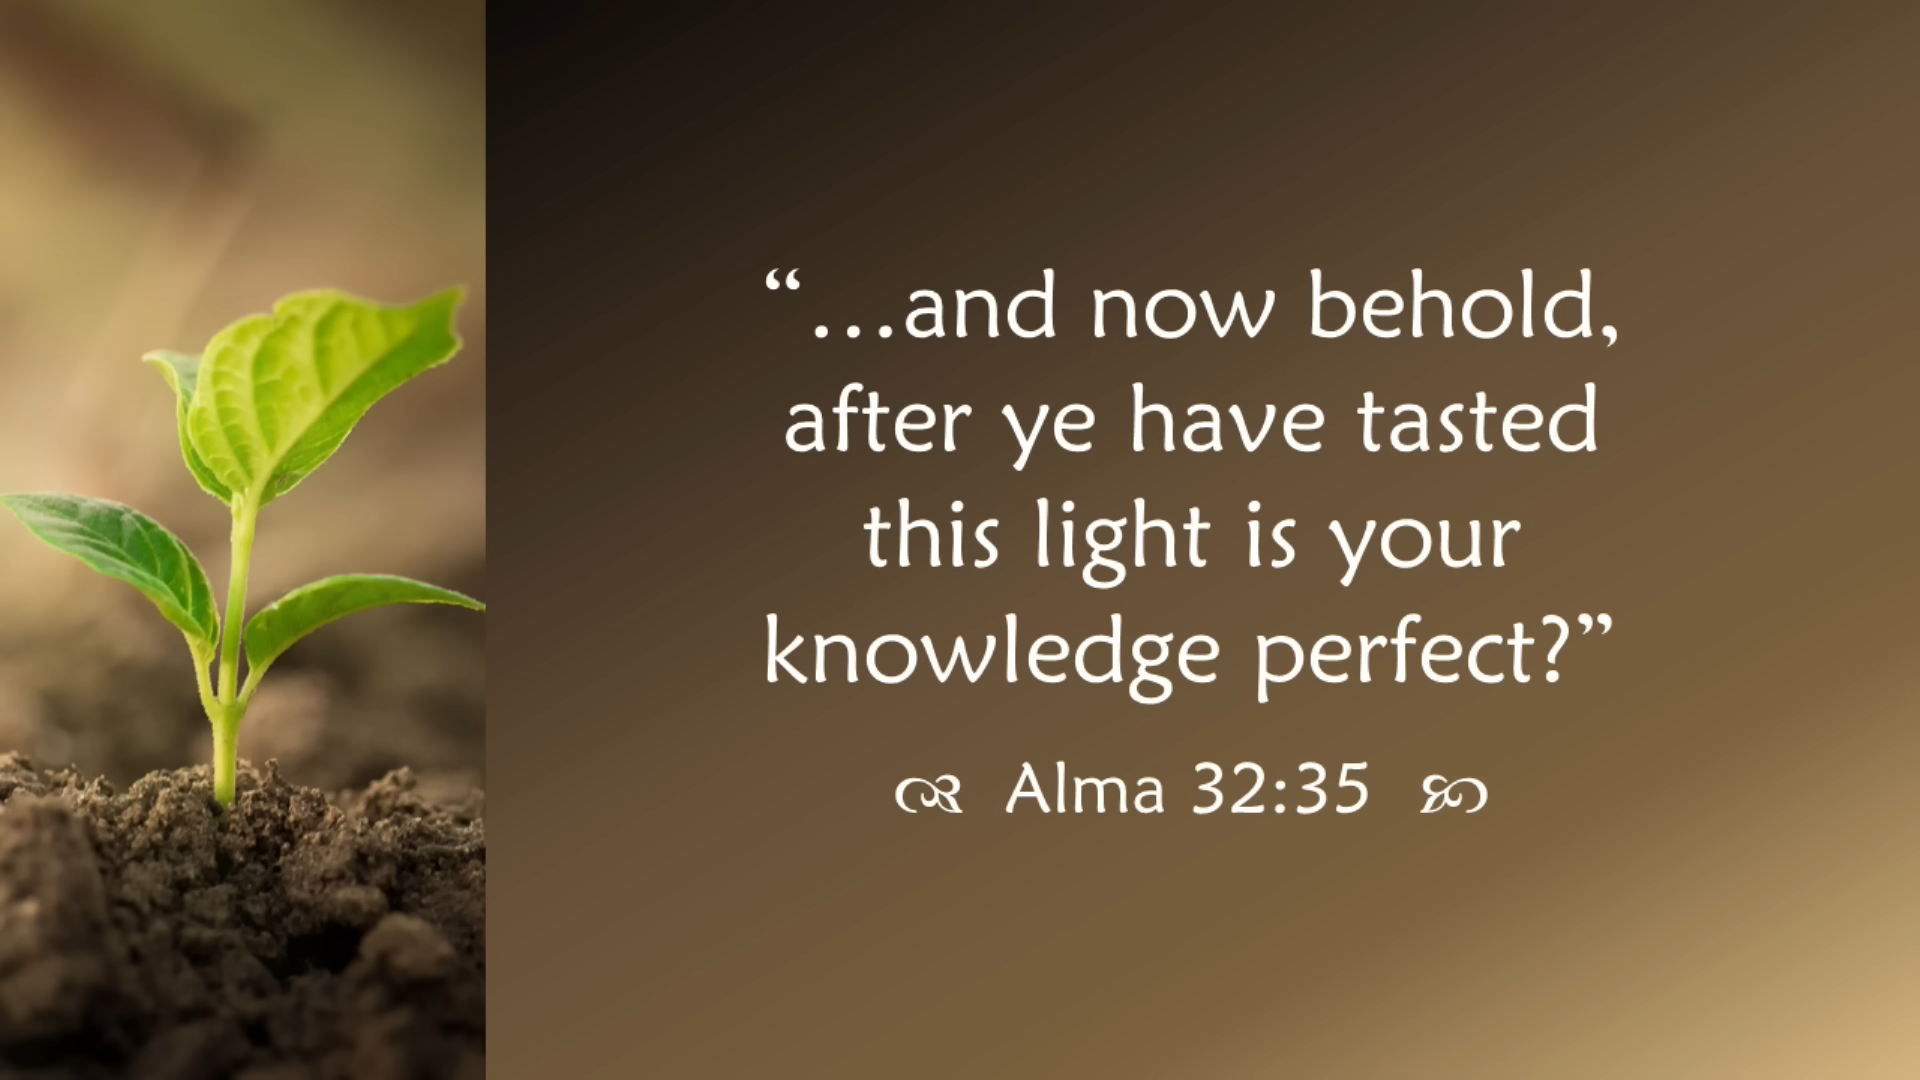 “…and now behold,
after ye have tasted
this light is your
knowledge perfect?”
Alma 32:35